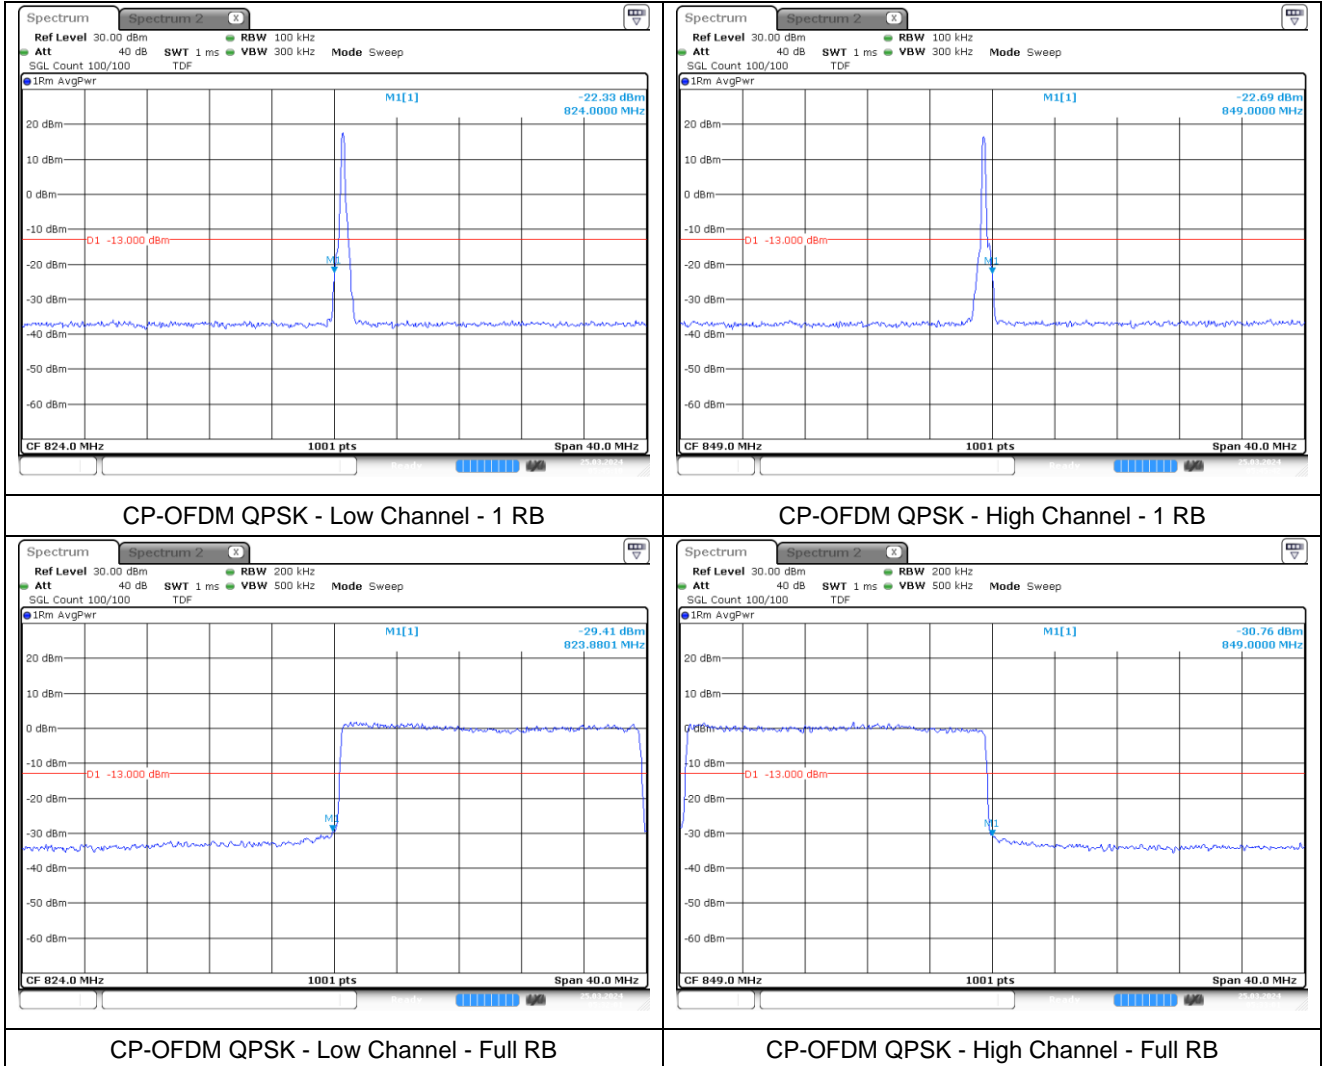 Spectrum Spectrum 2 X
Ref Level 30.00 dBm RBW 100 kHz
Att 40 dB SWT 1 ms VBW 300 kHz Mode Sweep
SGL Count 100/100 TDF
1Rm AvgPwr
M1[1] -22.33 dBm
824.0000 MHz
20 dBm
10 dBm
0 dBm
-10 dBm
D1 -13.000 dBm
M1
-20 dBm
-30 dBm
-40 dBm
-50 dBm
-60 dBm
CF 824.0 MHz 1001 pts Span 40.0 MHz
Ready 25.03.2024
CP-OFDM QPSK - Low Channel - 1 RB
Spectrum Spectrum 2 X
Ref Level 30.00 dBm RBW 100 kHz
Att 40 dB SWT 1 ms VBW 300 kHz Mode Sweep
SGL Count 100/100 TDF
1Rm AvgPwr
M1[1] -22.69 dBm
849.0000 MHz
20 dBm
10 dBm
0 dBm
-10 dBm
D1 -13.000 dBm
M1
-20 dBm
-30 dBm
-40 dBm
-50 dBm
-60 dBm
CF 849.0 MHz 1001 pts Span 40.0 MHz
Ready 25.03.2024
CP-OFDM QPSK - High Channel - 1 RB
Spectrum Spectrum 2 X
Ref Level 30.00 dBm RBW 200 kHz
Att 40 dB SWT 1 ms VBW 500 kHz Mode Sweep
SGL Count 100/100 TDF
1Rm AvgPwr
M1[1] -29.41 dBm
823.8801 MHz
20 dBm
10 dBm
0 dBm
-10 dBm
D1 -13.000 dBm
-20 dBm
M1
-30 dBm
-40 dBm
-50 dBm
-60 dBm
CF 824.0 MHz 1001 pts Span 40.0 MHz
Ready 25.03.2024
CP-OFDM QPSK - Low Channel - Full RB
Spectrum Spectrum 2 X
Ref Level 30.00 dBm RBW 200 kHz
Att 40 dB SWT 1 ms VBW 500 kHz Mode Sweep
SGL Count 100/100 TDF
1Rm AvgPwr
M1[1] -30.76 dBm
849.0000 MHz
20 dBm
10 dBm
0 dBm
-10 dBm
D1 -13.000 dBm
-20 dBm
M1
-30 dBm
-40 dBm
-50 dBm
-60 dBm
CF 849.0 MHz 1001 pts Span 40.0 MHz
Ready 25.03.2024
CP-OFDM QPSK - High Channel - Full RB